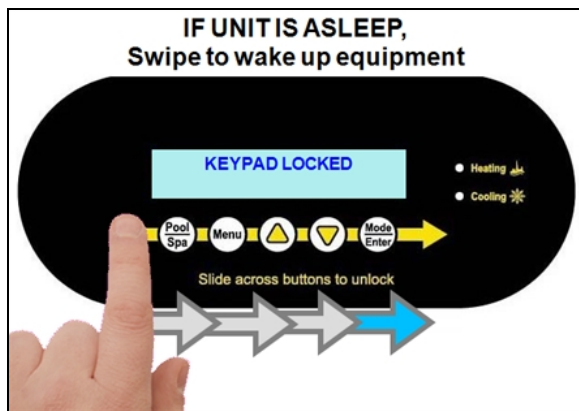 IF UNIT IS ASLEEP,
Swipe to wake up equipment
KEYPAD LOCKED
Heating
Cooling
Pool
Spa
Menu
Mode
Enter
Slide across buttons to unlock